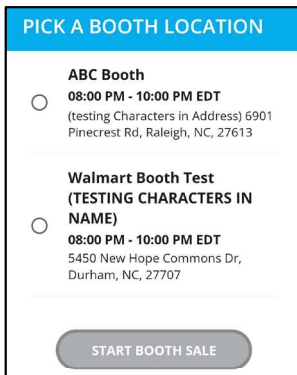 PICK A BOOTH LOCATION
ABC Booth
08:00 PM - 10:00 PM EDT
(testing Characters in Address) 6901
Pinecrest Rd, Raleigh, NC, 27613
Walmart Booth Test
(TESTING CHARACTERS IN
NAME)
08:00 PM - 10:00 PM EDT
5450 New Hope Commons Dr,
Durham, NC, 27707
START BOOTH SALE